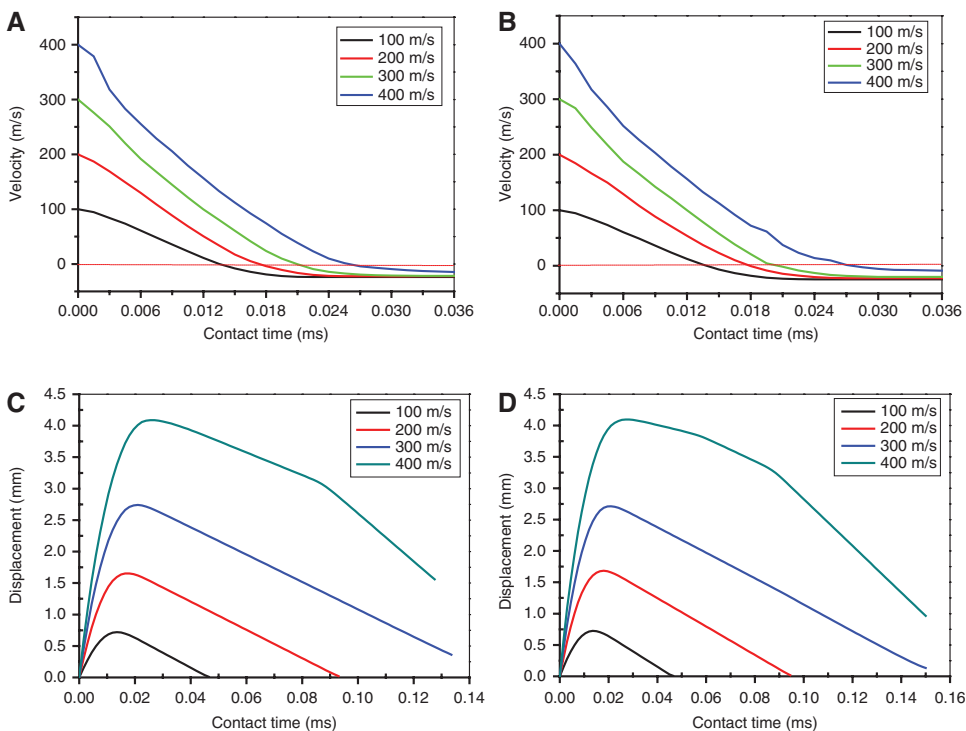 A
400
300
200
100
0
Velocity (m/s)
100 m/s
200 m/s
300 m/s
400 m/s
0.000 0.006 0.012 0.018 0.024 0.030 0.036
Contact time (ms)
B
400
300
200
100
0
Velocity (m/s)
100 m/s
200 m/s
300 m/s
400 m/s
0.000 0.006 0.012 0.018 0.024 0.030 0.036
Contact time (ms)
C
4.5
4.0
3.5
3.0
2.5
2.0
1.5
1.0
0.5
0.0
Displacement (mm)
100 m/s
200 m/s
300 m/s
400 m/s
0.00 0.02 0.04 0.06 0.08 0.10 0.12 0.14
Contact time (ms)
D
4.5
4.0
3.5
3.0
2.5
2.0
1.5
1.0
0.5
0.0
Displacement (mm)
100 m/s
200 m/s
300 m/s
400 m/s
0.00 0.02 0.04 0.06 0.08 0.10 0.12 0.14 0.16
Contact time (ms)